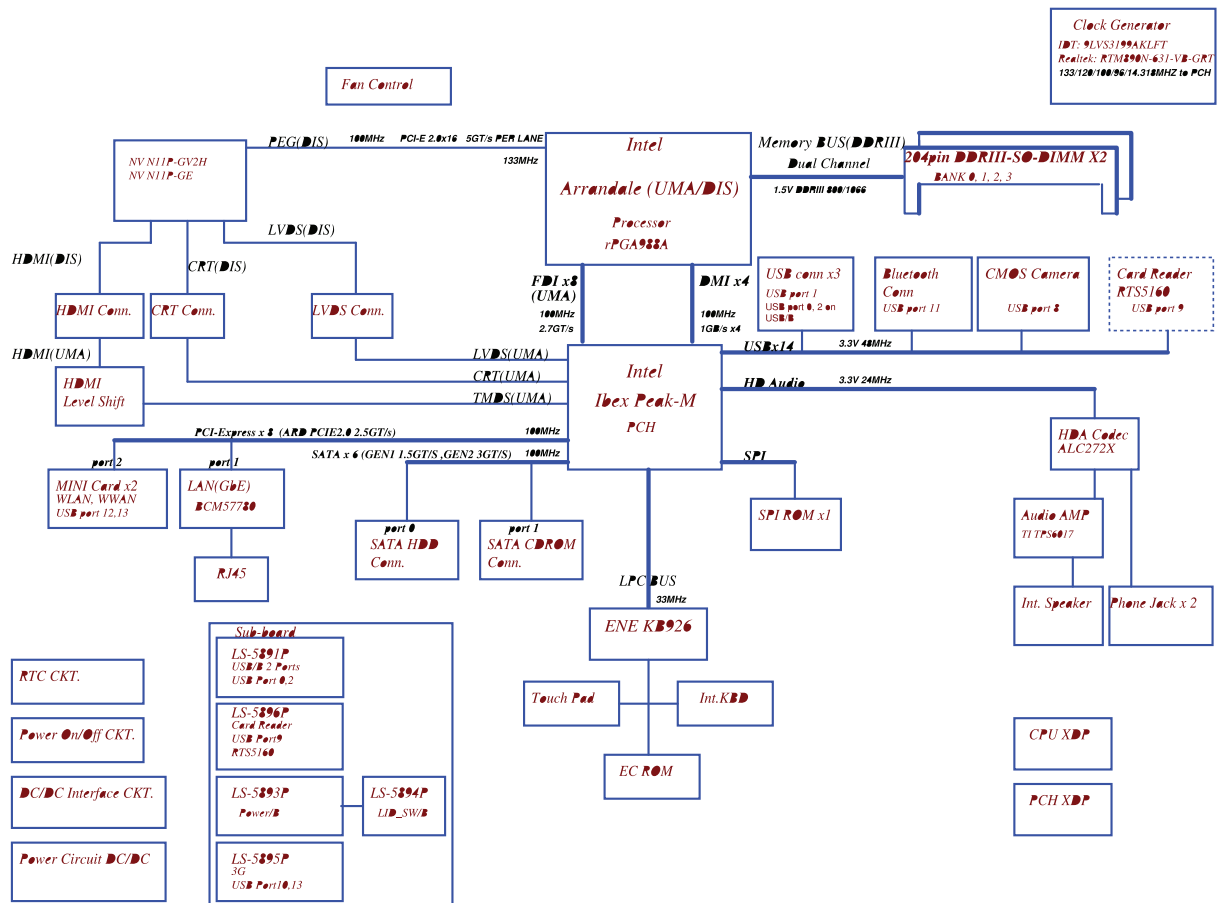 Clock Generator
IDT: 9LVS3199AKLFT
Realtek: RTM890N-631-VB-GRT
133/120/100/96/14.318MHZ to PCH
Fan Control
PEG(DIS)
100MHz
PCI-E 2.0x16 5GT/s PER LANE
133MHz
NV N11P-GV2H
NV N11P-GE
Intel
Arrandale (UMA/DIS)
Processor
rPGA988A
Memory BUS(DDRIII)
Dual Channel
1.5V DDRIII 800/1066
204pin DDRIII-SO-DIMM X2
BANK 0, 1, 2, 3
HDMI(DIS)
CRT(DIS)
LVDS(DIS)
HDMI Conn.
CRT Conn.
LVDS Conn.
FDI x8
(UMA)
100MHz
2.7GT/s
DMI x4
100MHz
1GB/s x4
USB conn x3
USB port 1
USB port 0, 2 on
USB/B
Bluetooth
Conn
USB port 11
CMOS Camera
USB port 8
Card Reader
RTS5160
USB port 9
HDMI(UMA)
HDMI
Level Shift
LVDS(UMA)
CRT(UMA)
TMDS(UMA)
Intel
Ibex Peak-M
PCH
USBx14
3.3V 48MHz
HD Audio
3.3V 24MHz
SPI
PCI-Express x 8 (ARD PCIE2.0 2.5GT/s)
100MHz
SATA x 6 (GEN1 1.5GT/S ,GEN2 3GT/S)
100MHz
port 2
MINI Card x2
WLAN, WWAN
USB port 12,13
port 1
LAN(GbE)
BCM57780
RJ45
port 0
SATA HDD
Conn.
port 1
SATA CDROM
Conn.
SPI ROM x1
HDA Codec
ALC272X
Audio AMP
TI TPS6017
Int. Speaker
Phone Jack x 2
LPC BUS
33MHz
ENE KB926
Touch Pad
Int.KBD
EC ROM
Sub-board
LS-5891P
USB/B 2 Ports
USB Port 0,2
LS-5896P
Card Reader
USB Port9
RTS5160
LS-5893P
Power/B
LS-5894P
LID_SW/B
LS-5895P
3G
USB Port10,13
RTC CKT.
Power On/Off CKT.
DC/DC Interface CKT.
Power Circuit DC/DC
CPU XDP
PCH XDP